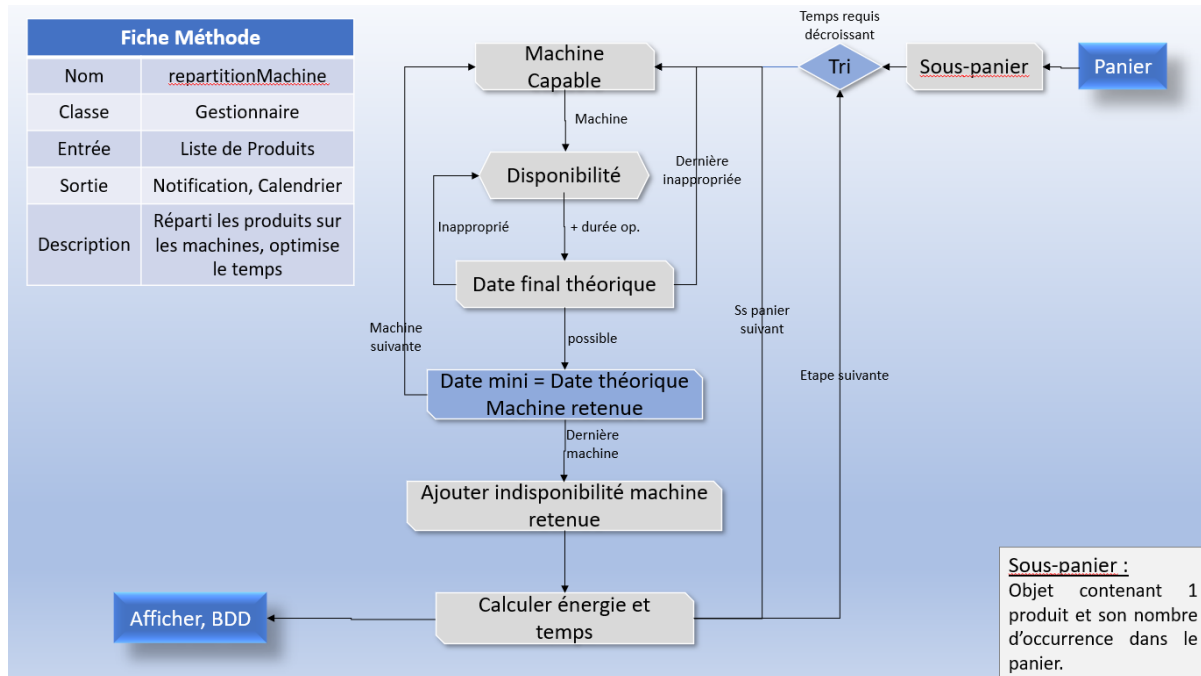 Fiche Méthode
Nom repartitionMachine
Classe Gestionnaire
Entrée Liste de Produits
Sortie Notification, Calendrier
Description Réparti les produits sur
les machines, optimise
le temps
Temps requis
décroissant
Machine
Capable
Tri
Sous-panier
Panier
Machine
Disponibilité
Dernière
inappropriée
Inapproprié
+ durée op.
Date final théorique
Ss panier
suivant
Machine
suivante
possible
Etape suivante
Date mini = Date théorique
Machine retenue
Dernière
machine
Ajouter indisponibilité machine
retenue
Calculer énergie et
temps
Afficher, BDD
Sous-panier :
Objet contenant 1
produit et son nombre
d’occurrence dans le
panier.